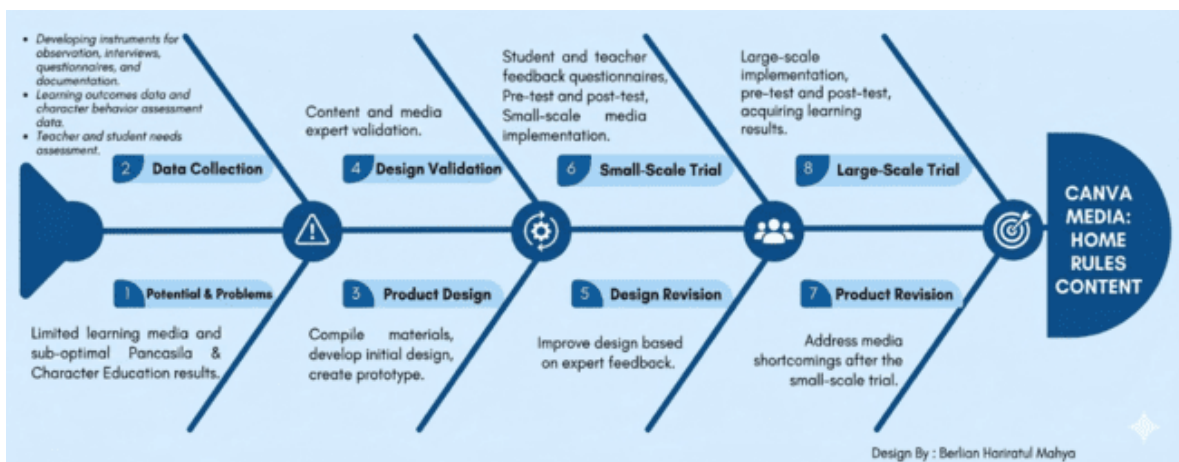 • Developing instruments for
observation, interviews,
questionnaires, and
documentation.
• Learning outcomes data and
character behavior assessment
data.
• Teacher and student needs
assessment.
2 Data Collection
Content and media
expert validation.
4 Design Validation
Student and teacher
feedback questionnaires,
Pre-test and post-test,
Small-scale media
implementation.
6 Small-Scale Trial
Large-scale
implementation,
pre-test and post-test,
acquiring learning
results.
8 Large-Scale Trial
CANVA
MEDIA:
HOME
RULES
CONTENT
1 Potential & Problems
Limited learning media and
sub-optimal Pancasila &
Character Education results.
3 Product Design
Compile materials,
develop initial design,
create prototype.
5 Design Revision
Improve design based
on expert feedback.
7 Product Revision
Address media
shortcomings after the
small-scale trial.
Design By : Berlian Hariratul Mahya